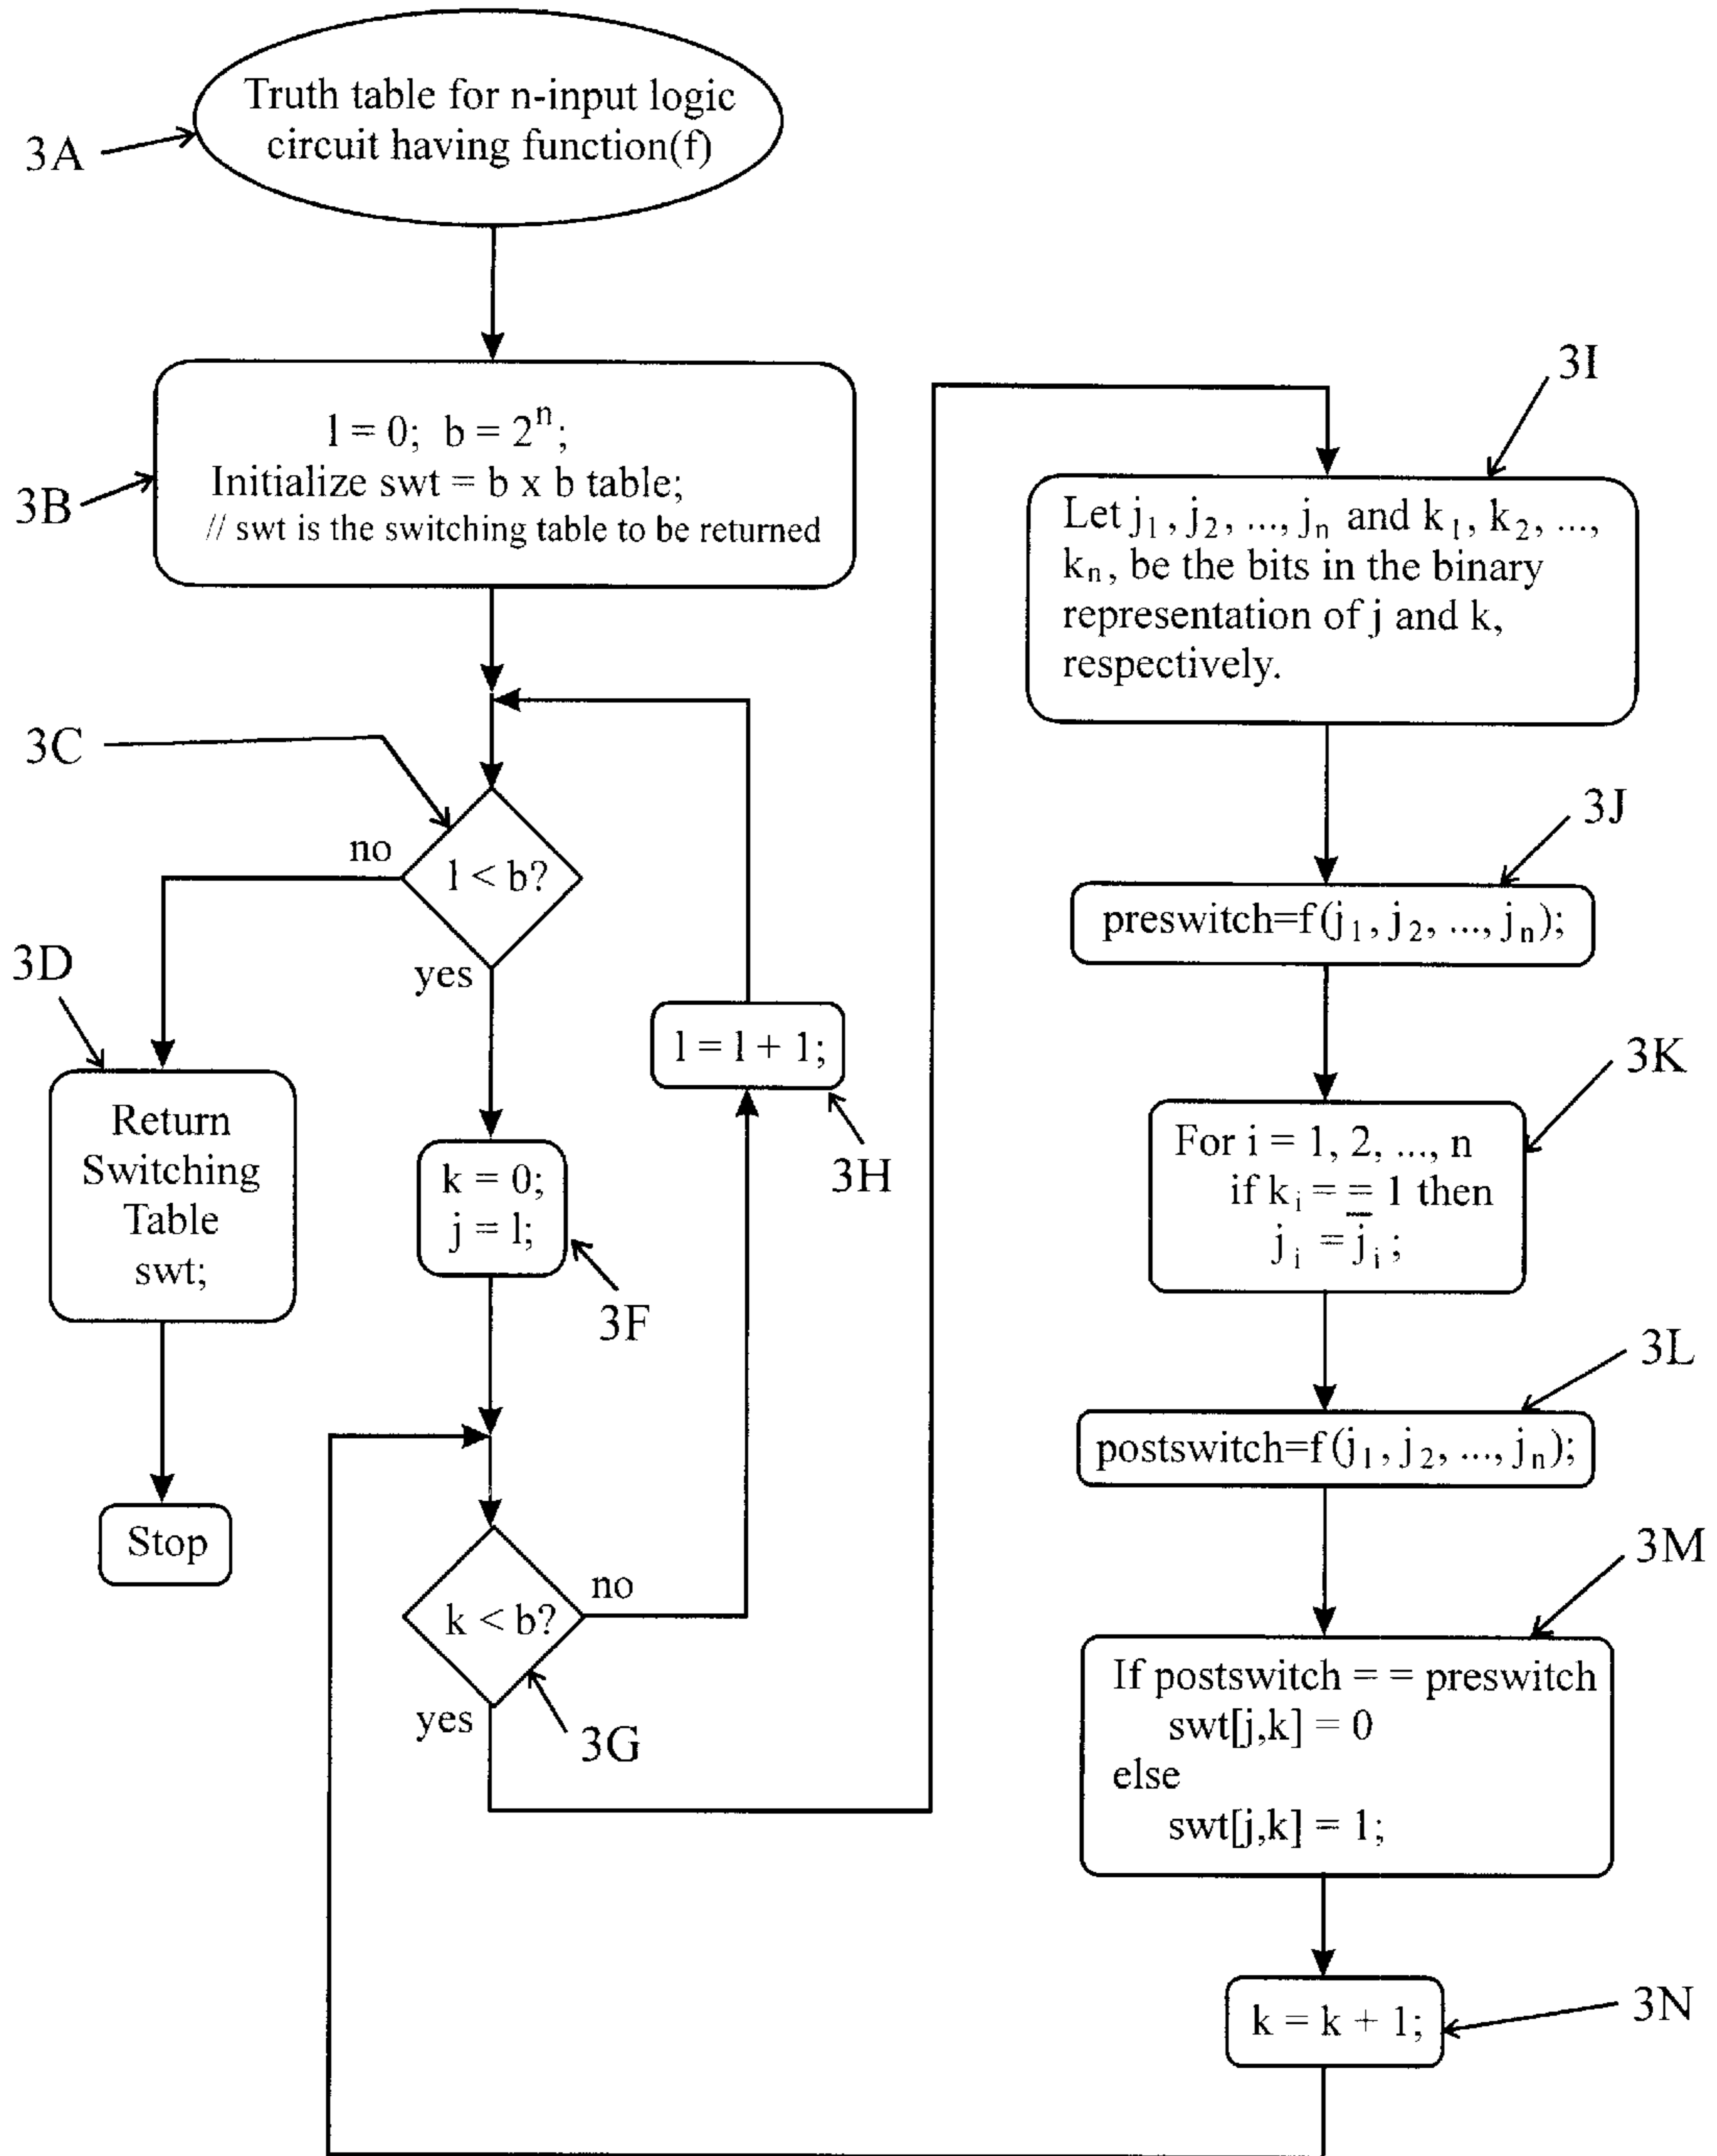 Truth table for n-input logic
circuit having function(f)
3A
l = 0; b = 2ⁿ;
Initialize swt = b x b table;
// swt is the switching table to be returned
3B
3C
no
l < b?
yes
3D
Return
Switching
Table
swt;
Stop
l = l + 1;
3H
k = 0;
j = l;
3F
k < b?
no
yes
3G
3I
Let j₁, j₂, ..., jₙ and k₁, k₂, ...,
kₙ, be the bits in the binary
representation of j and k,
respectively.
3J
preswitch=f(j₁, j₂, ..., jₙ);
3K
For i = 1, 2, ..., n
if kᵢ = = 1 then
jᵢ = j̅ᵢ;
3L
postswitch=f(j₁, j₂, ..., jₙ);
3M
If postswitch = = preswitch
swt[j,k] = 0
else
swt[j,k] = 1;
3N
k = k + 1;